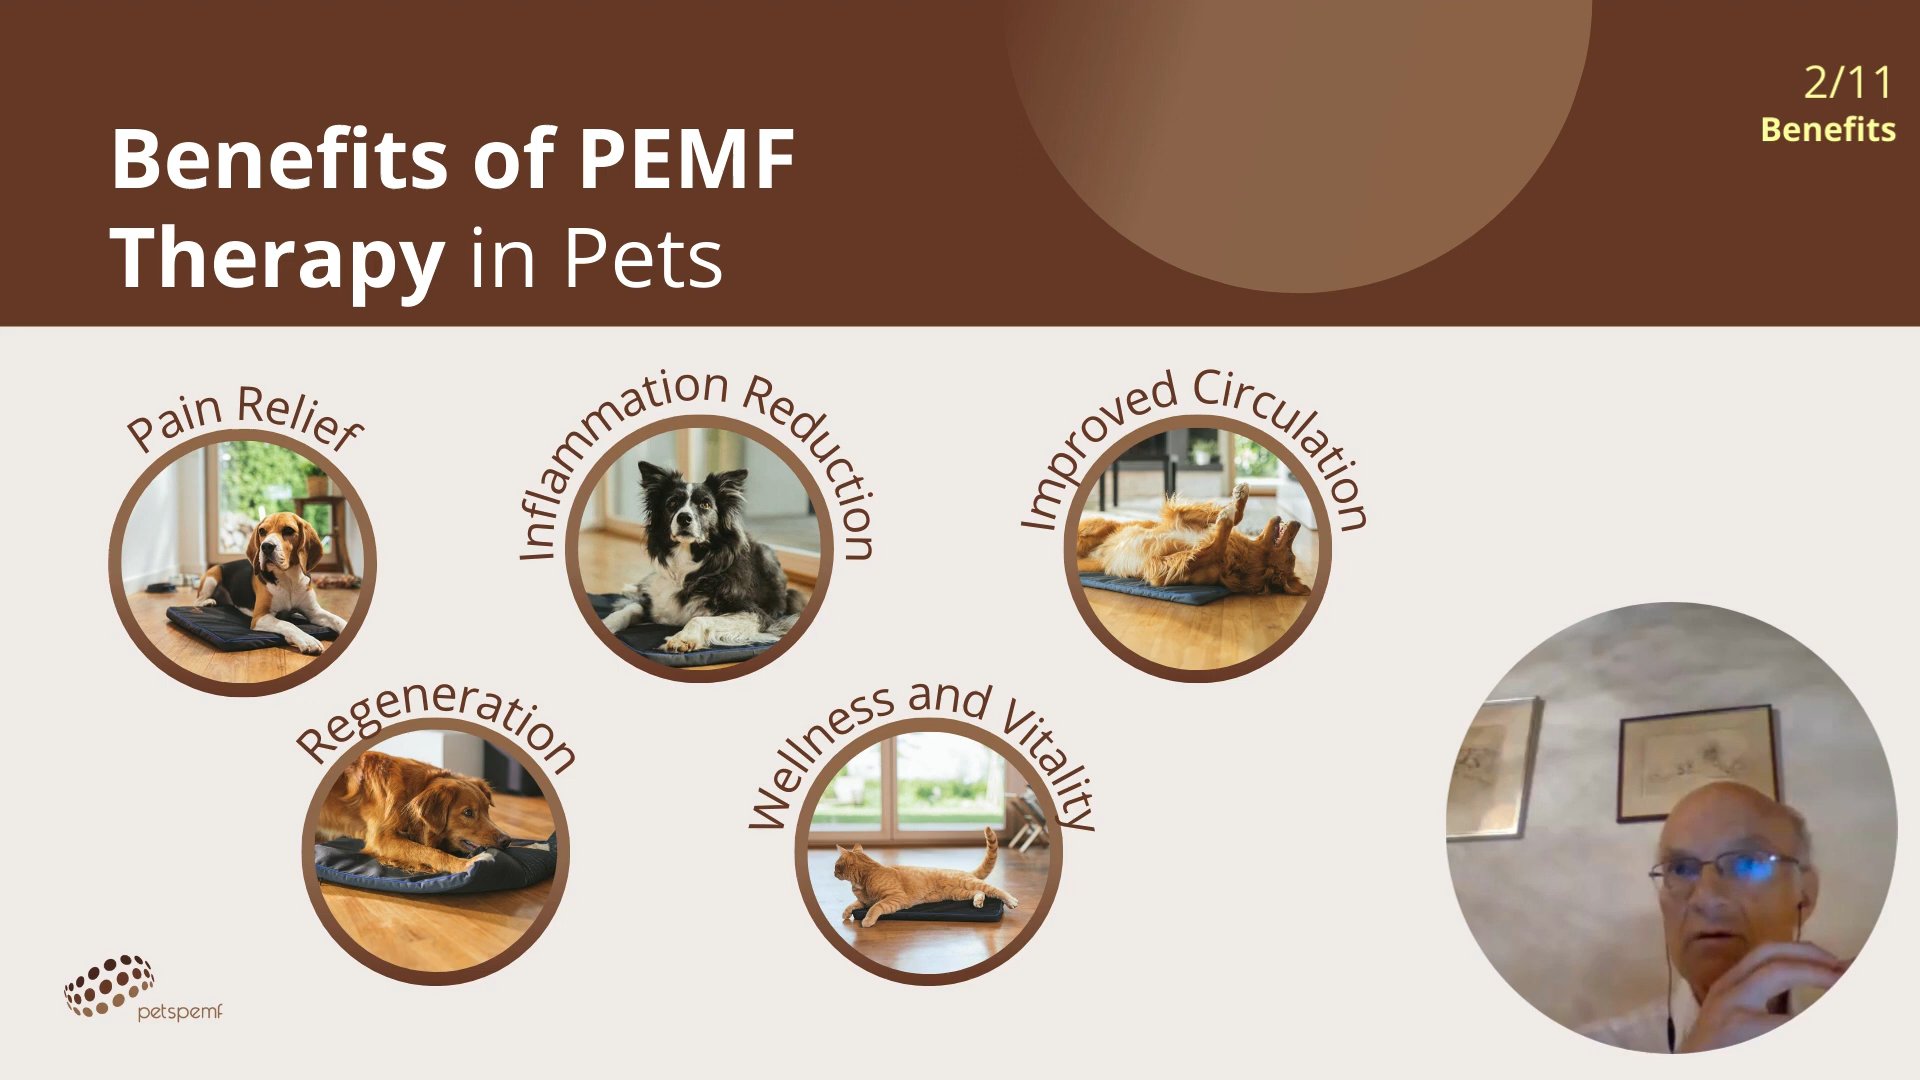 2/11
Benefits
Benefits of PEMF
Therapy in Pets
Pain Relief
Inflammation Reduction
Improved Circulation
Regeneration
Wellness and Vitality
petspemf